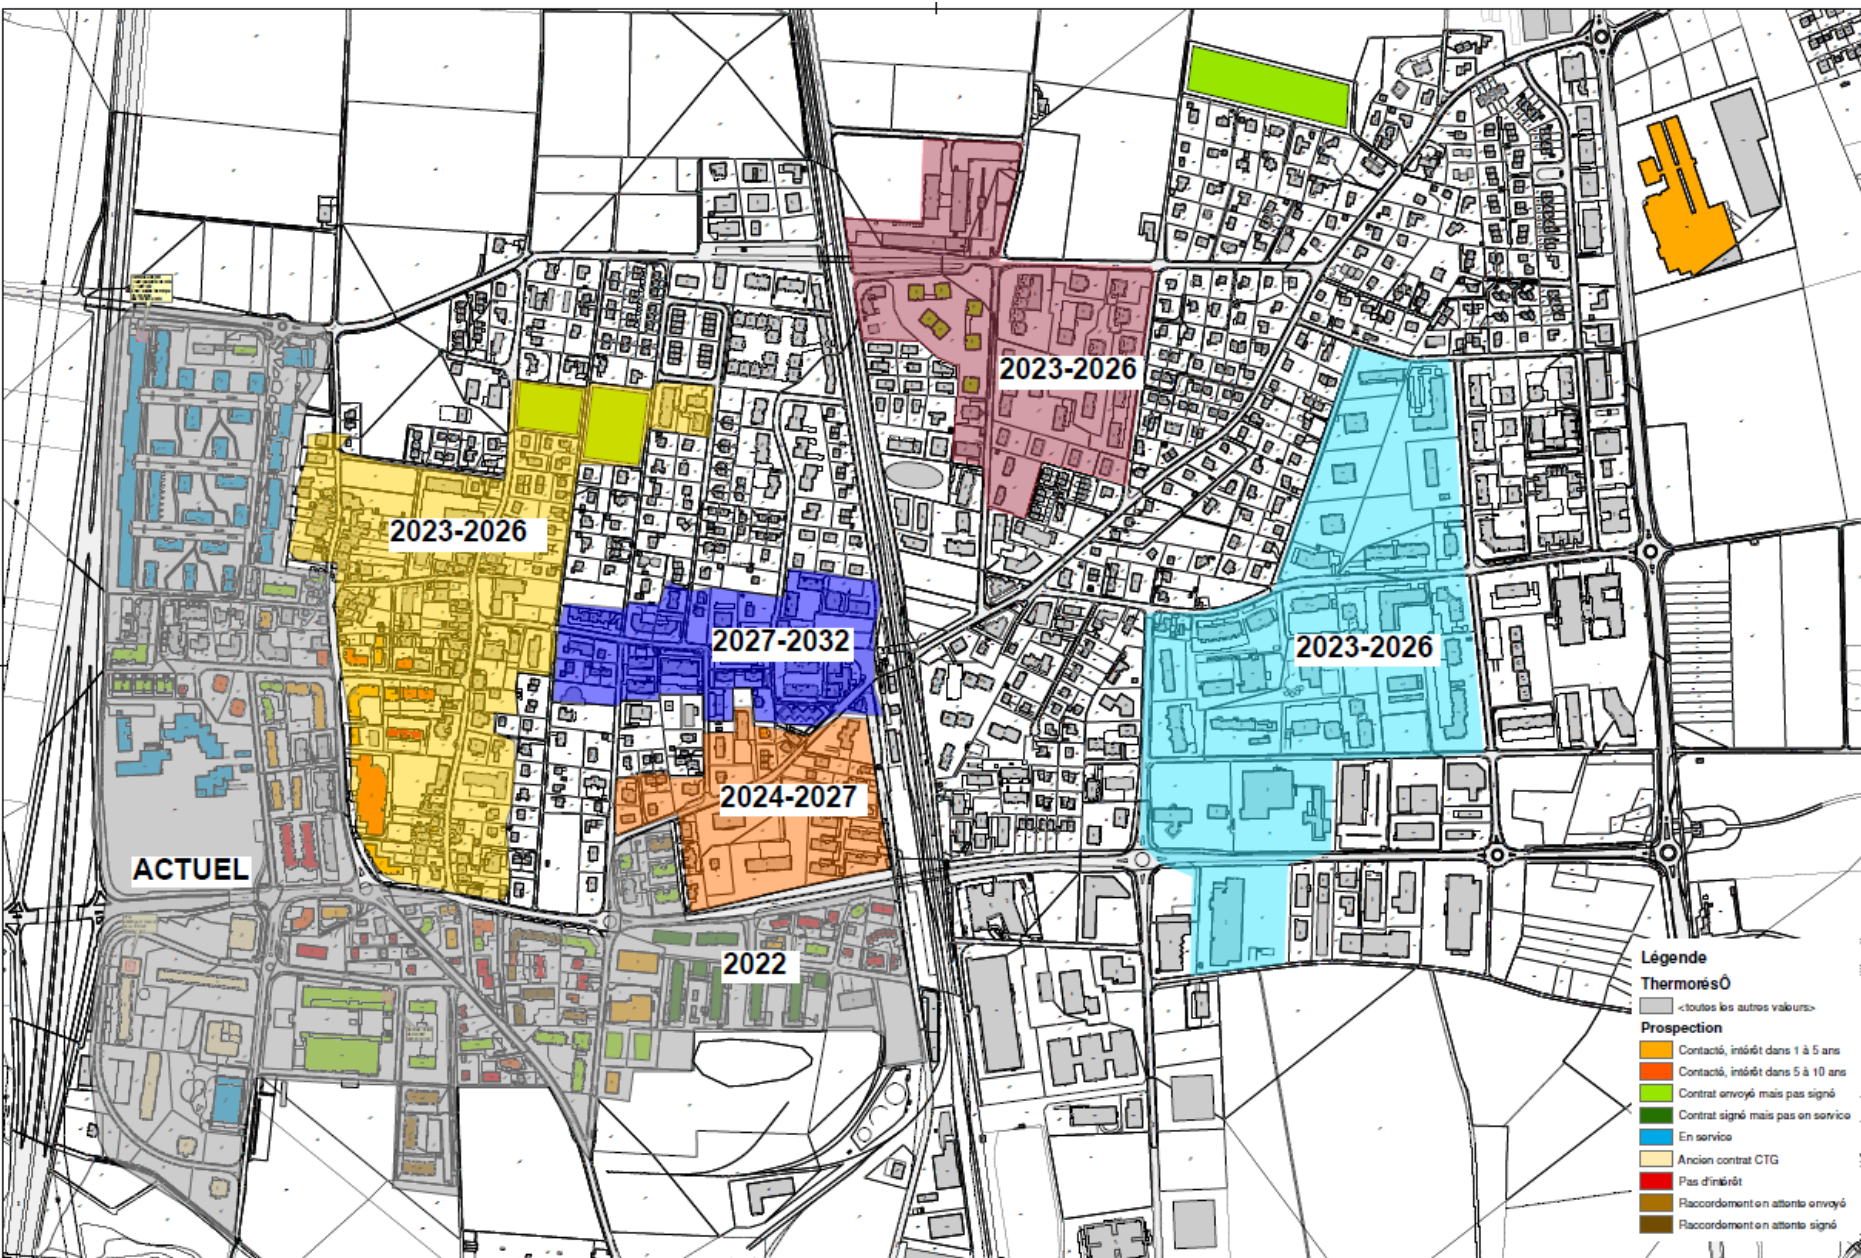 2023-2026
2023-2026
2027-2032
2023-2026
2024-2027
ACTUEL
2022
Légende
ThermorésÔ
<toutes les autres valeurs>
Prospection
Contacté, intérêt dans 1 à 5 ans
Contacté, intérêt dans 5 à 10 ans
Contrat envoyé mais pas signé
Contrat signé mais pas en service
En service
Ancien contrat CTG
Pas d'intérêt
Raccordement en attente envoyé
Raccordement en attente signé